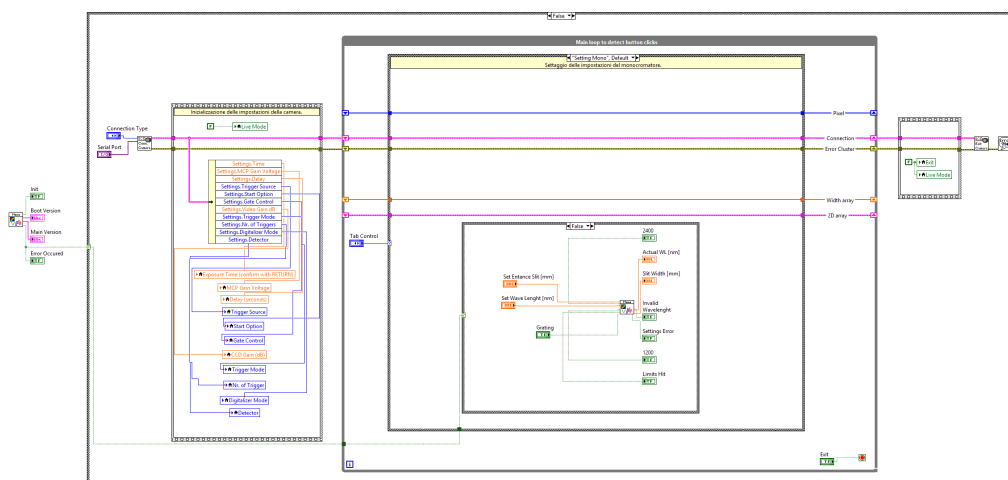 False
Main loop to detect button clicks
"Setting Mono", Default
Settaggio delle impostazioni del monocromatore.
Inizializzazione delle impostazioni della camera.
Live Mode
Pixel
Connection Type
Connection
Serial Port
Error Cluster
Settings.Time
Settings.MCP Gain Voltage
Settings.Delay
Settings.Trigger Source
Settings.Start Option
Settings.Gate Control
Settings.Video Gain dB
Settings.Trigger Mode
Settings.Nr. of Triggers
Settings.Digitalizer Mode
Settings.Detector
Exit
Live Mode
Init
Boot Version
Main Version
Error Occured
Width array
2D array
Tab Control
False
2400
Actual WL [nm]
Set Entance Slit [mm]
Slit Width [mm]
Set Wave Lenght [nm]
Invalid
Wavelenght
Grating
Settings Error
1200
Limits Hit
Exposure Time (confirm with RETURN)
MCP Gain Voltage
Delay (seconds)
Trigger Source
Start Option
Gate Control
CCD Gain (dB)
Trigger Mode
Nr. of Trigger
Digitalizer Mode
Detector
Exit
i